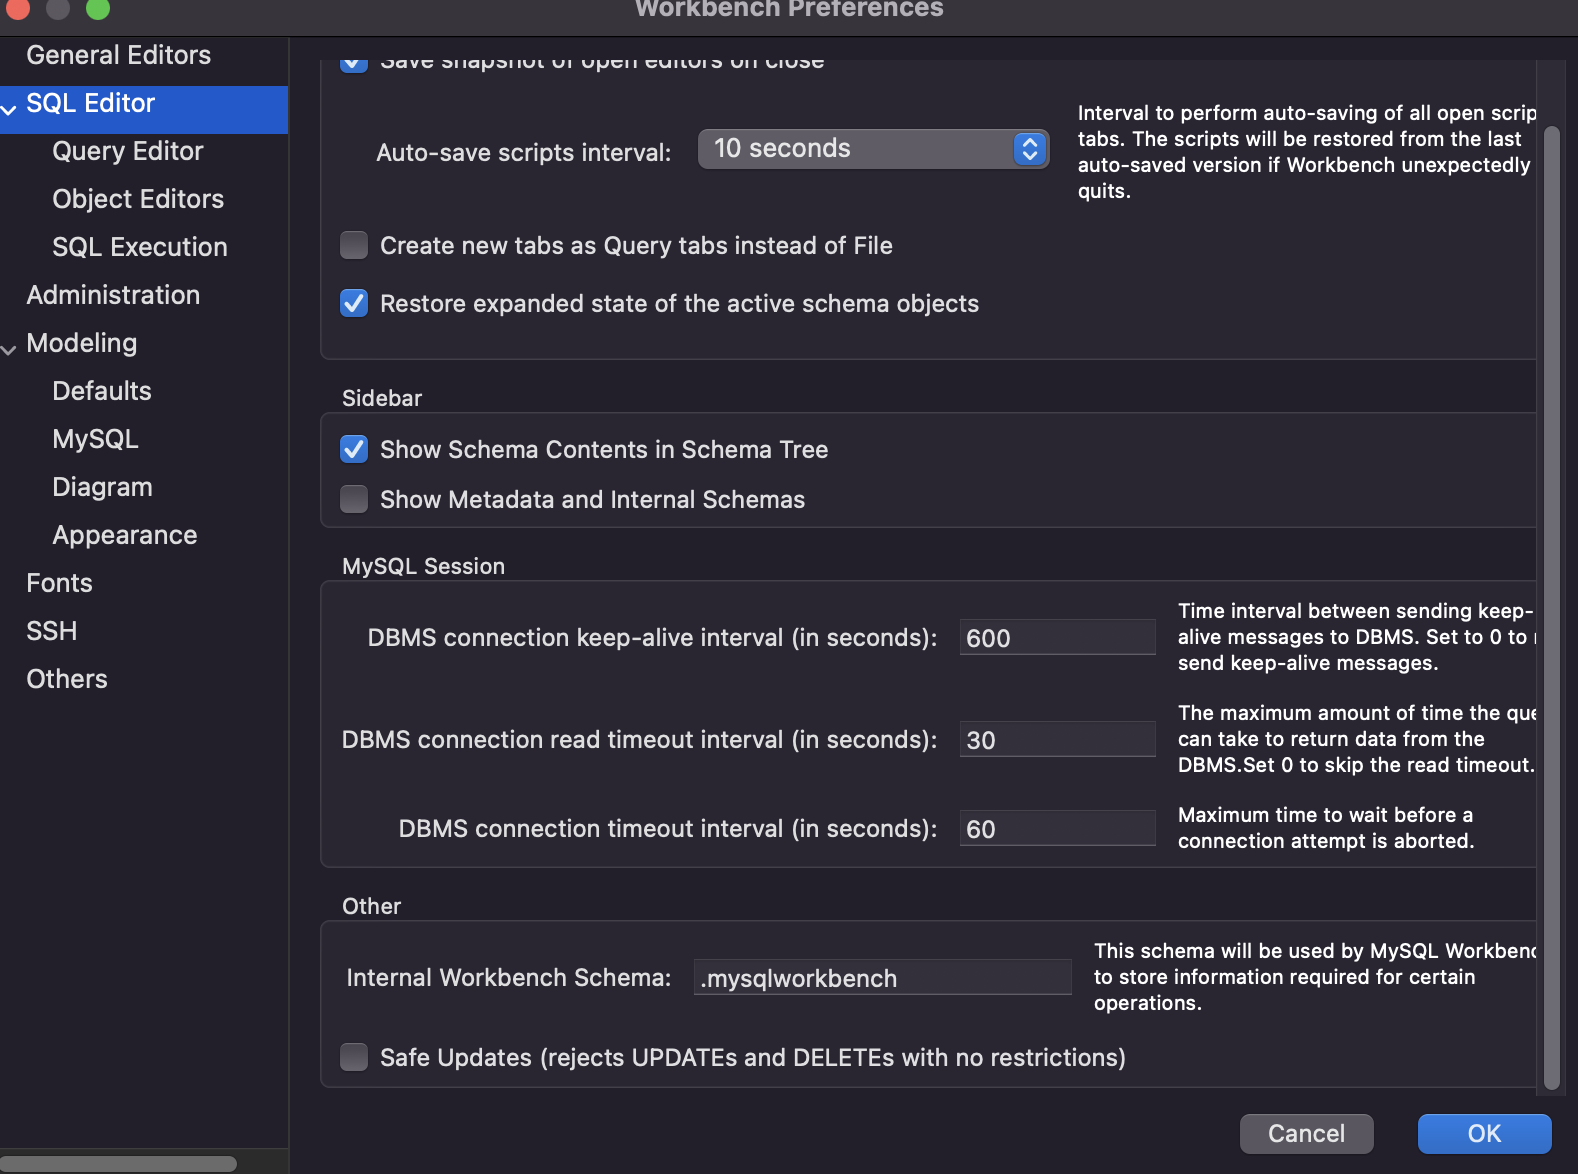 Workbench Preferences
General Editors
SQL Editor
Query Editor
Object Editors
SQL Execution
Administration
Modeling
Defaults
MySQL
Diagram
Appearance
Fonts
SSH
Others
Save snapshot of open editors on close
Auto-save scripts interval:
10 seconds
Interval to perform auto-saving of all open scrip
tabs. The scripts will be restored from the last
auto-saved version if Workbench unexpectedly
quits.
Create new tabs as Query tabs instead of File
Restore expanded state of the active schema objects
Sidebar
Show Schema Contents in Schema Tree
Show Metadata and Internal Schemas
MySQL Session
DBMS connection keep-alive interval (in seconds):
600
Time interval between sending keep-
alive messages to DBMS. Set to 0 to
send keep-alive messages.
DBMS connection read timeout interval (in seconds):
30
The maximum amount of time the que
can take to return data from the
DBMS.Set 0 to skip the read timeout.
DBMS connection timeout interval (in seconds):
60
Maximum time to wait before a
connection attempt is aborted.
Other
Internal Workbench Schema:
.mysqlworkbench
This schema will be used by MySQL Workbenc
to store information required for certain
operations.
Safe Updates (rejects UPDATEs and DELETEs with no restrictions)
Cancel
OK